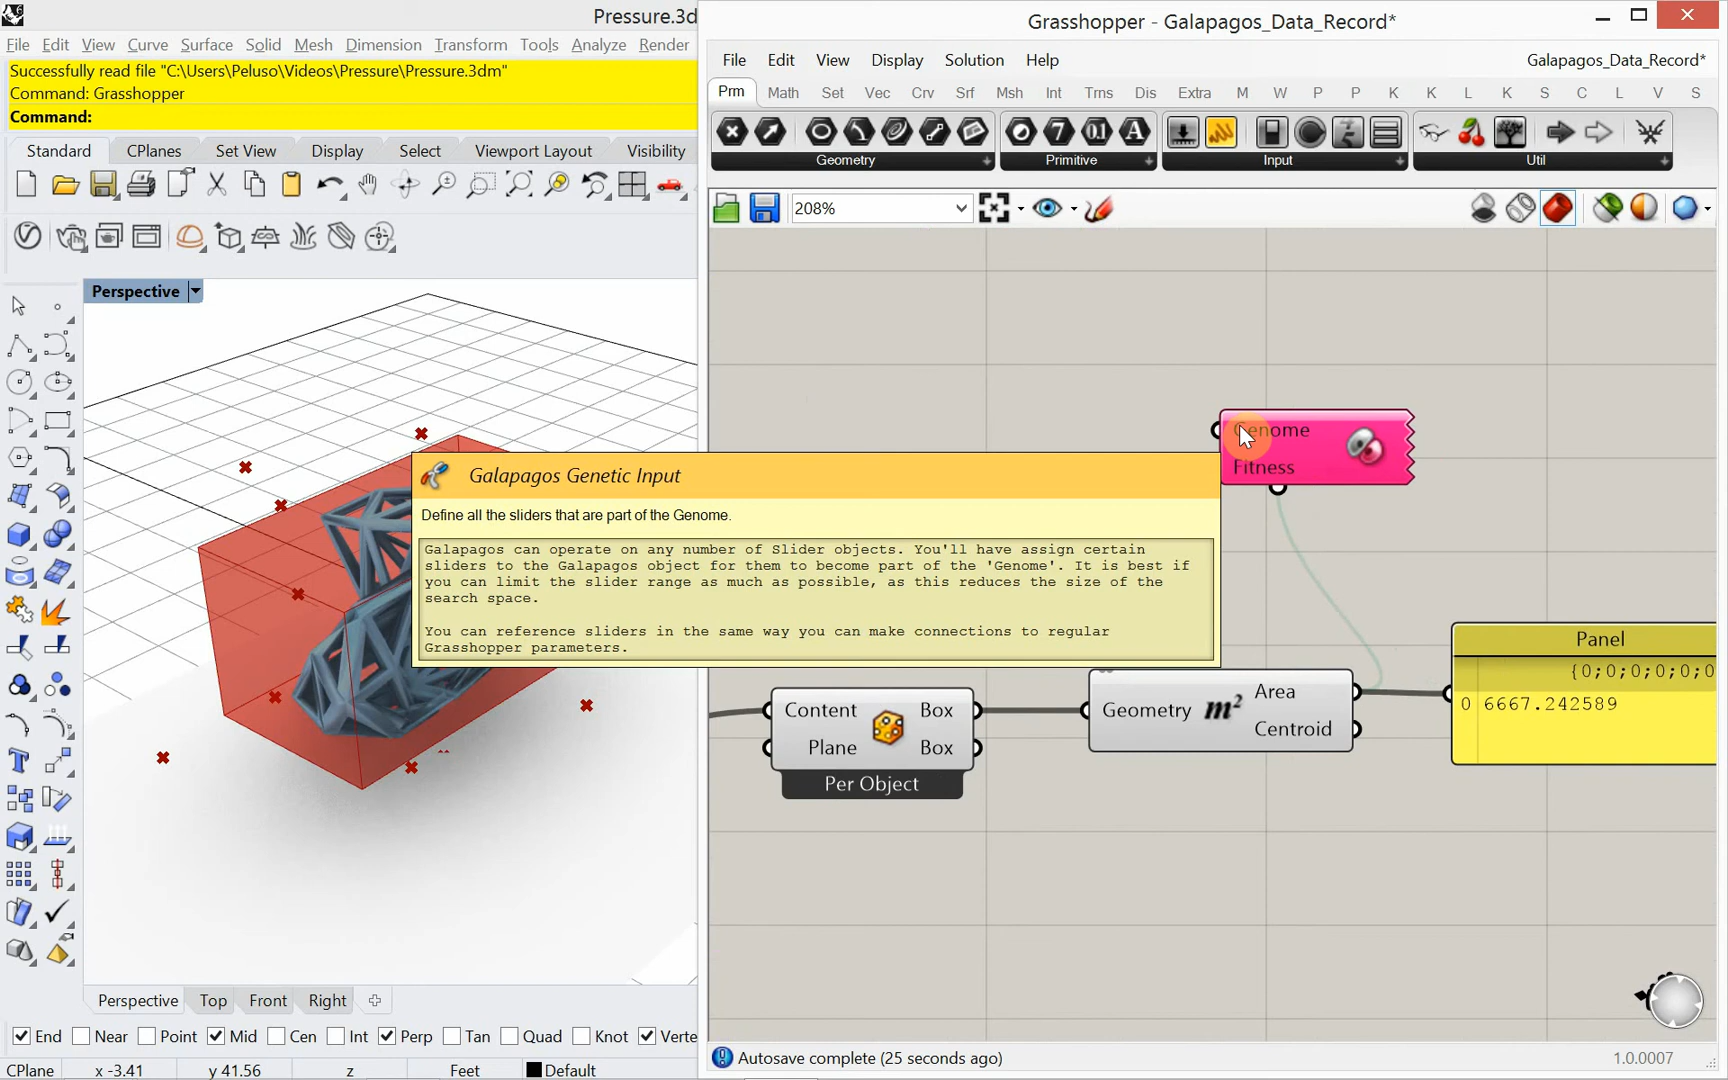 Pressure.3d
File Edit View Curve Surface Solid Mesh Dimension Transform Tools Analyze Render
Successfully read file "C:\Users\Peluso\Videos\Pressure\Pressure.3dm"
Command: Grasshopper
Command:
Standard CPlanes Set View Display Select Viewport Layout Visibility
Perspective
Perspective Top Front Right
End Near Point Mid Cen Int Perp Tan Quad Knot Verte
CPlane x -3.41 y 41.56 z Feet Default
Grasshopper - Galapagos_Data_Record*
File Edit View Display Solution Help Galapagos_Data_Record*
Prm Math Set Vec Crv Srf Msh Int Trns Dis Extra M W P P K K L K S C L V S
Geometry Primitive Input Util
208%
Genome
Fitness
Galapagos Genetic Input
Define all the sliders that are part of the Genome.
Galapagos can operate on any number of Slider objects. You'll have assign certain
sliders to the Galapagos object for them to become part of the 'Genome'. It is best if
you can limit the slider range as much as possible, as this reduces the size of the
search space.
You can reference sliders in the same way you can make connections to regular
Grasshopper parameters.
Content Box
Plane Box
Per Object
Geometry m² Area
Centroid
Panel
{0;0;0;0;0;0
0 6667.242589
Autosave complete (25 seconds ago) 1.0.0007